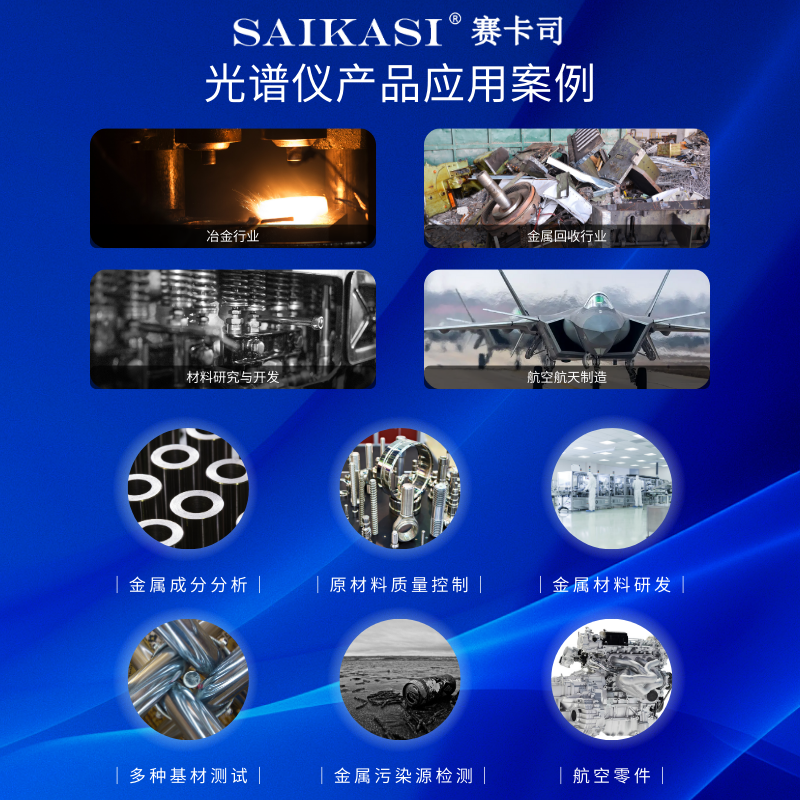 SAIKASI® 赛卡司
光谱仪产品应用案例
冶金行业
金属回收行业
材料研究与开发
航空航天制造
｜金属成分分析｜
｜原材料质量控制｜
｜金属材料研发｜
｜多种基材测试｜
｜金属污染源检测｜
｜航空零件｜